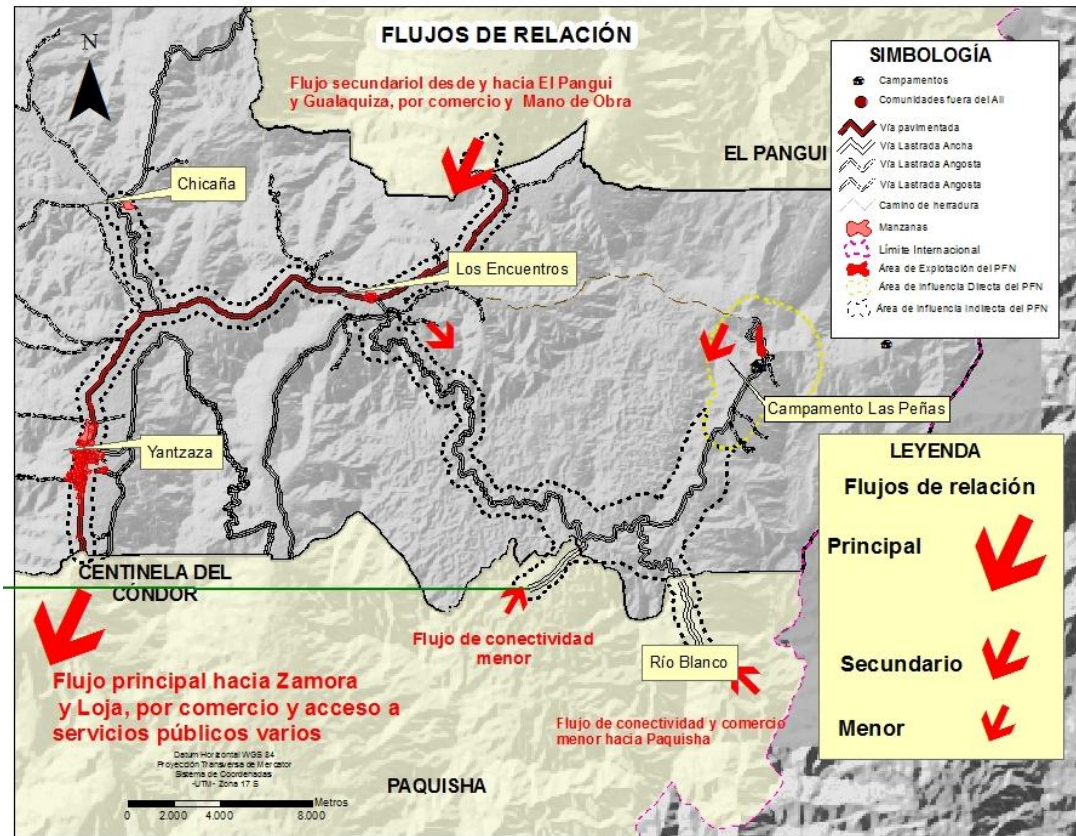 FLUJOS DE RELACIÓN
N
Flujo secundariol desde y hacia El Pangui
y Gualaquiza, por comercio y Mano de Obra
EL PANGUI
Chicaña
Los Encuentros
Yantzaza
Campamento Las Peñas
CENTINELA DEL
CÓNDOR
Flujo de conectividad
menor
Río Blanco
Flujo principal hacia Zamora
y Loja, por comercio y acceso a
servicios públicos varios
Flujo de conectividad y comercio
menor hacia Paquisha
PAQUISHA
Datum Horizontal WGS 84
Proyección Transversa de Mercator
Sistema de Coordenadas
-UTM- Zona 17 S
Metros
0 2.000 4.000 8.000
SIMBOLOGÍA
Campamentos
Comunidades fuera del AII
Vía pavimentada
Vía Lastrada Ancha
Vía Lastrada Angosta
Vía Lastrada Angosta
Camino de herradura
Manzanas
Límite Internacional
Área de Explotación del PFN
Área de Influencia Directa del PFN
Área de Influencia Indirecta del PFN
LEYENDA
Flujos de relación
Principal
Secundario
Menor